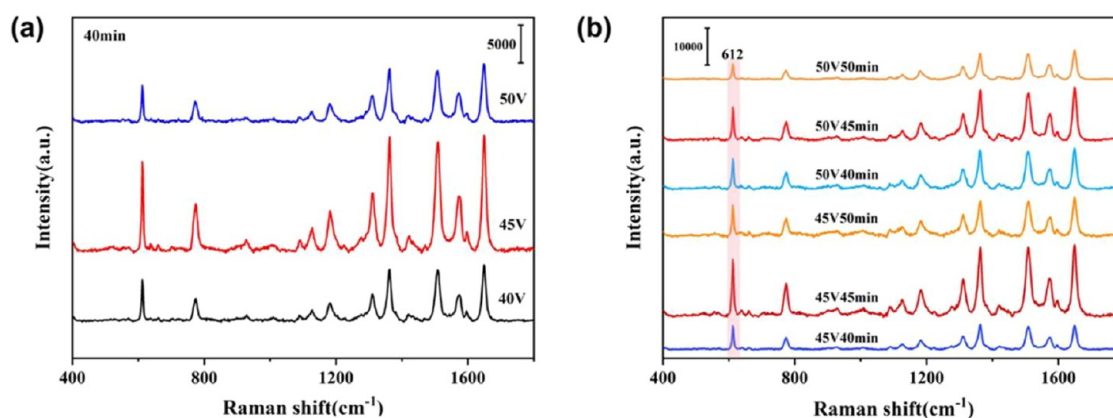 (a)
40min
5000
50V
45V
40V
Intensity(a.u.)
400
800
1200
1600
Raman shift(cm⁻¹)
(b)
10000
612
50V50min
50V45min
50V40min
45V50min
45V45min
45V40min
Intensity(a.u.)
400
800
1200
1600
Raman shift(cm⁻¹)